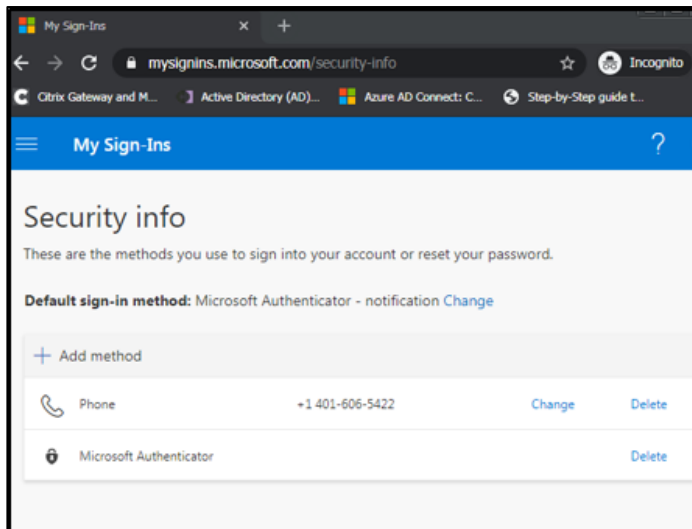 My Sign-Ins
mysignins.microsoft.com/security-info
Incognito
Citrix Gateway and M... Active Directory (AD)... Azure AD Connect: C... Step-by-Step guide t...
My Sign-Ins ?
Security info
These are the methods you use to sign into your account or reset your password.
Default sign-in method: Microsoft Authenticator - notification Change
+ Add method
Phone +1 401-606-5422 Change Delete
Microsoft Authenticator Delete